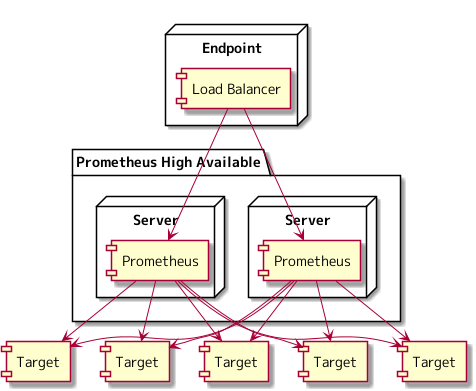 Endpoint
Load Balancer
Prometheus High Available
Server
Server
Prometheus
Prometheus
Target
Target
Target
Target
Target